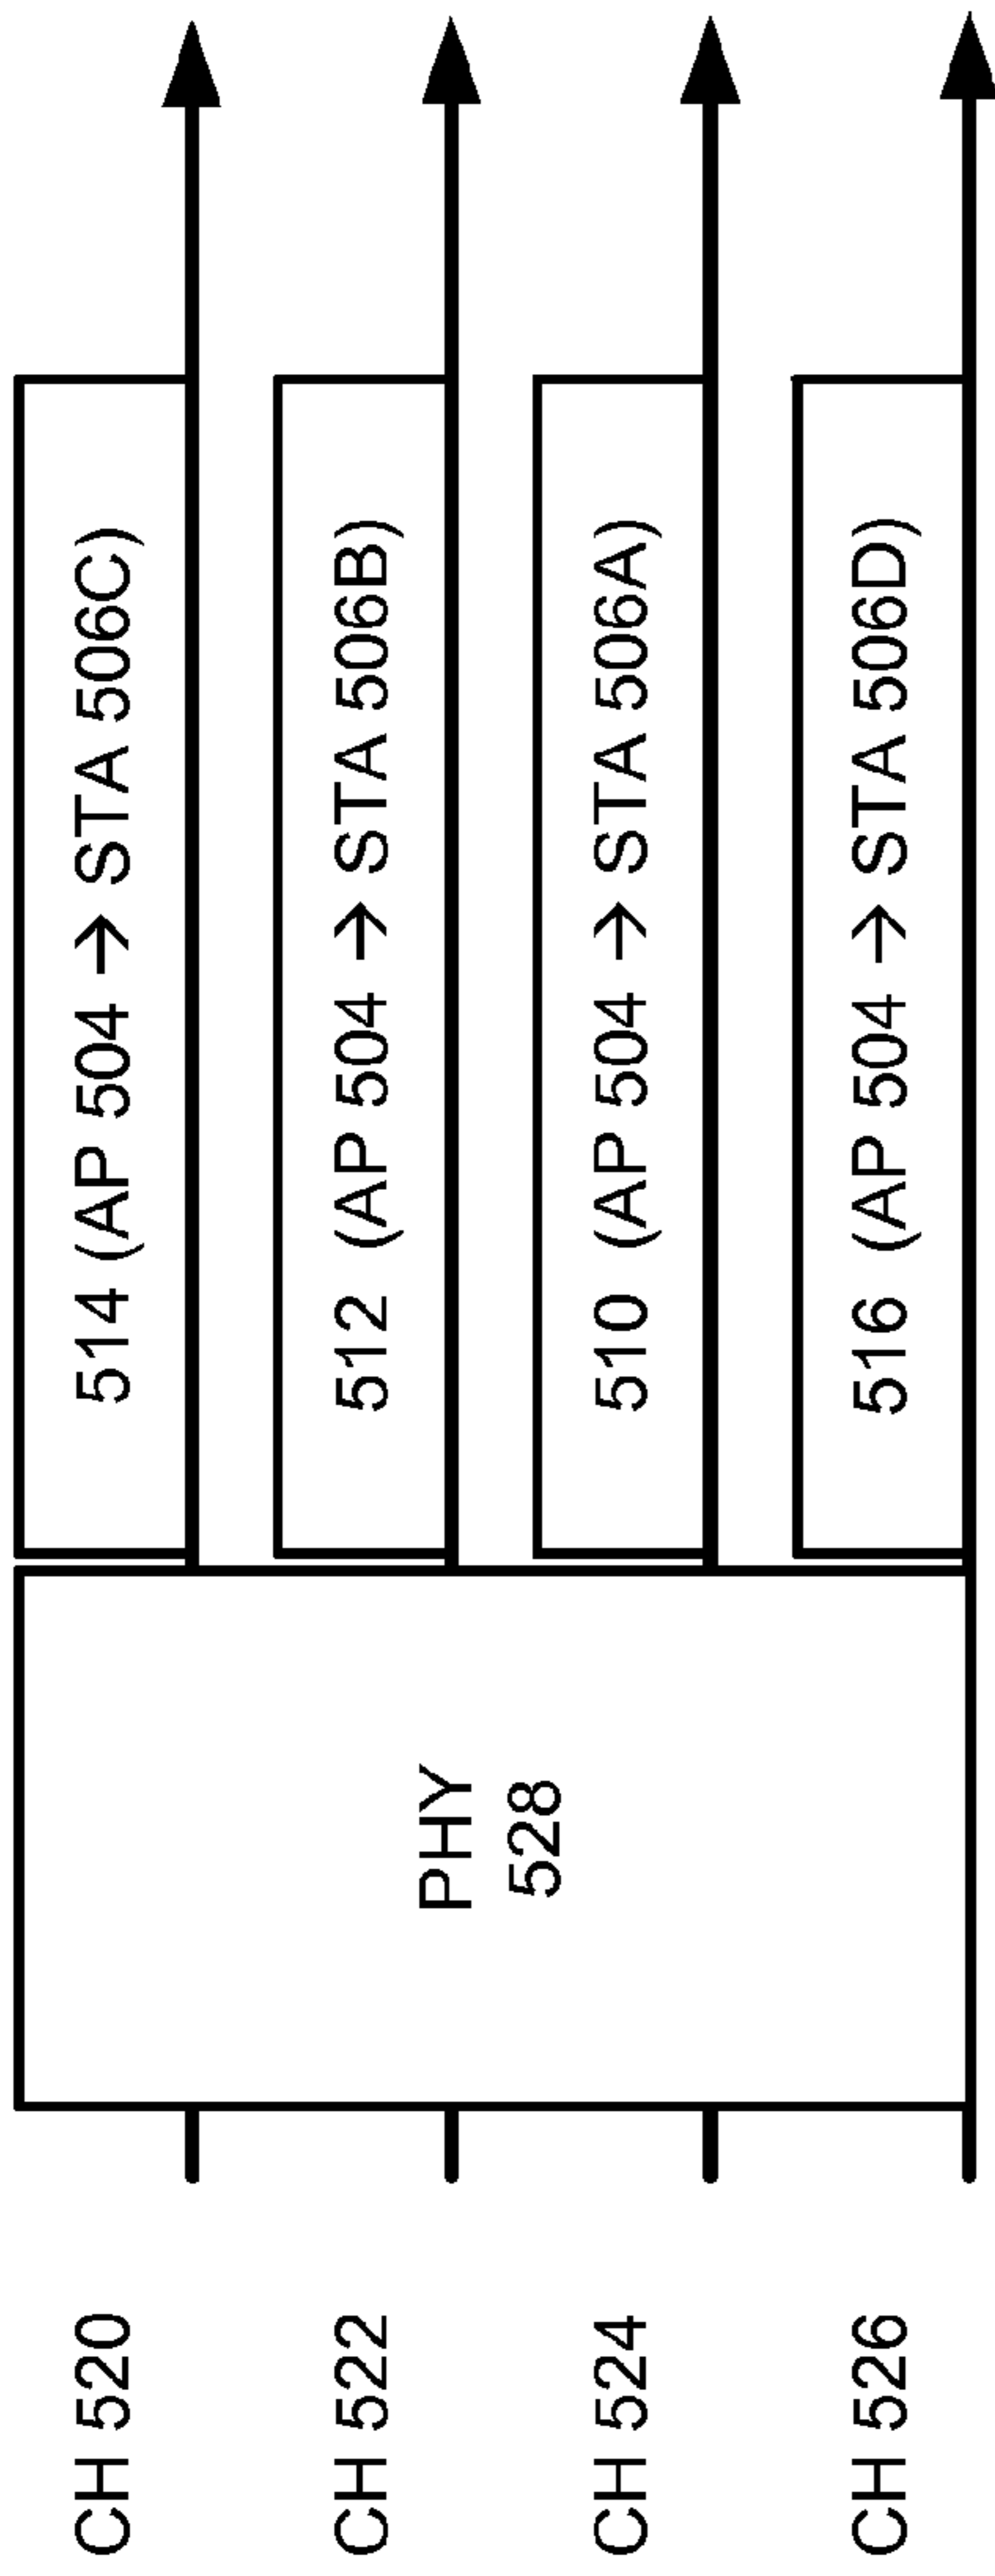 CH 520
514 (AP 504 → STA 506C)
CH 522
512 (AP 504 → STA 506B)
PHY
528
CH 524
510 (AP 504 → STA 506A)
CH 526
516 (AP 504 → STA 506D)